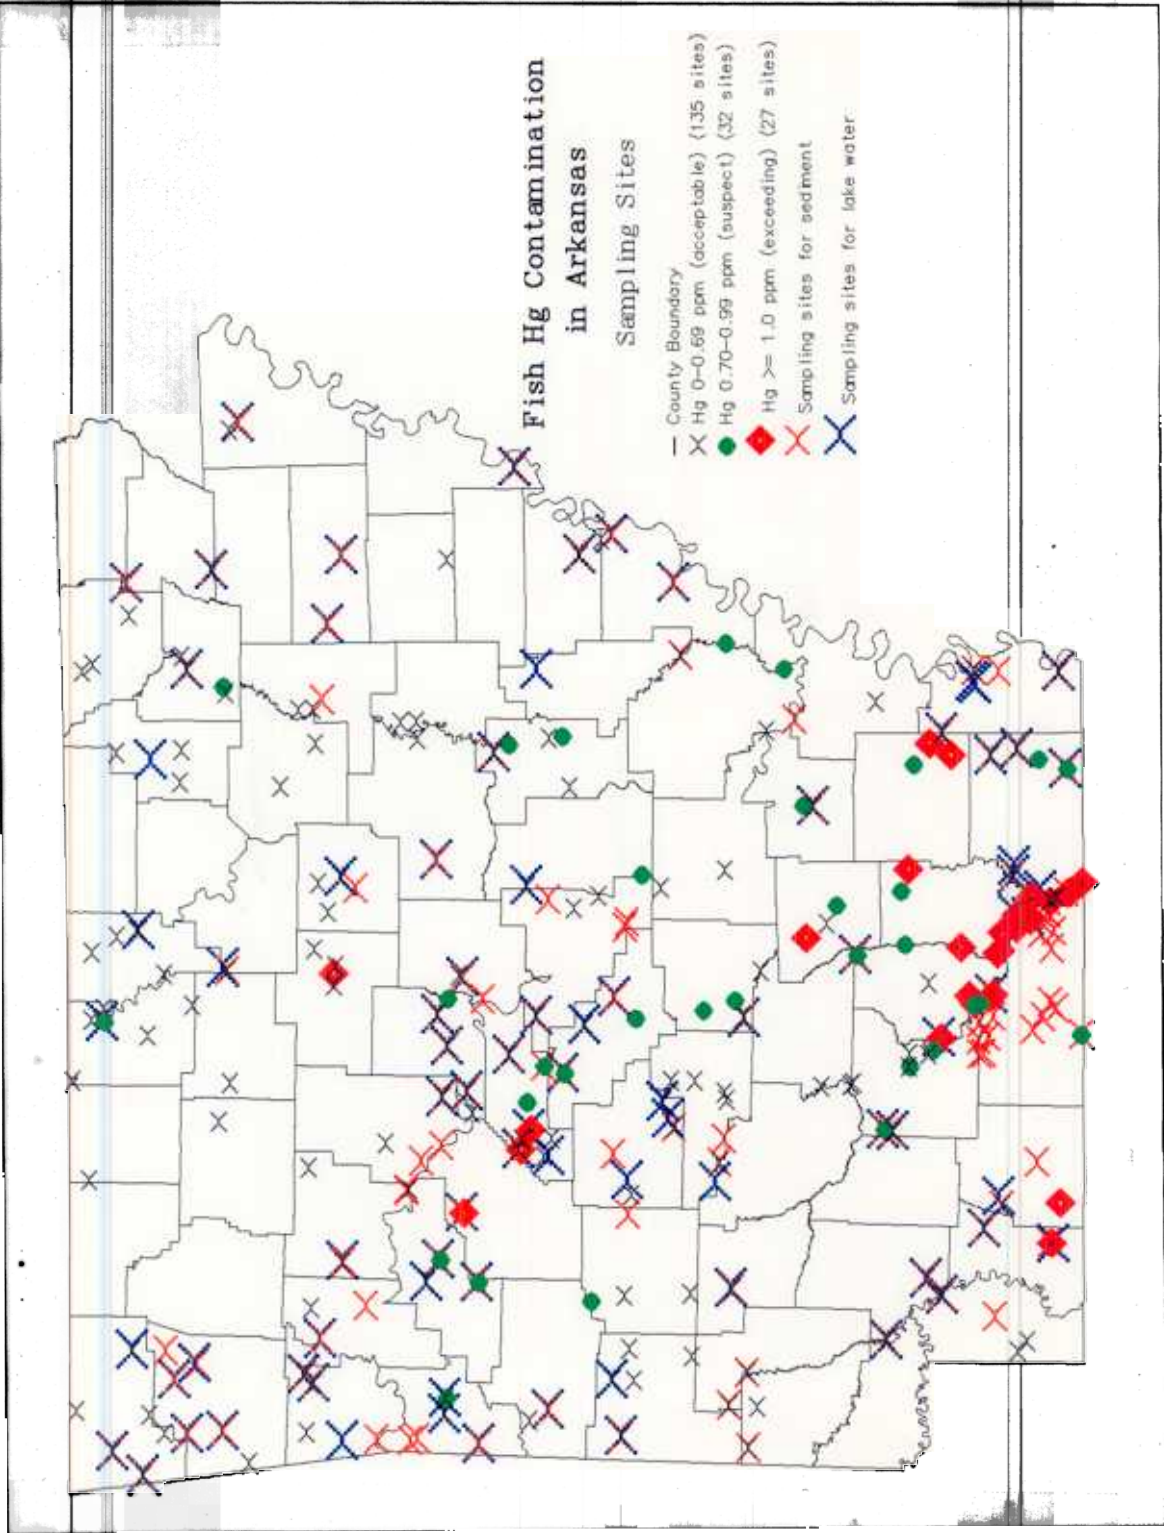 Fish Hg Contamination
in Arkansas
Sampling Sites
County Boundary
Hg 0-0.69 ppm (acceptable) (135 sites)
Hg 0.70-0.99 ppm (suspect) (32 sites)
Hg >= 1.0 ppm (exceeding) (27 sites)
Sampling sites for sediment
Sampling sites for lake water